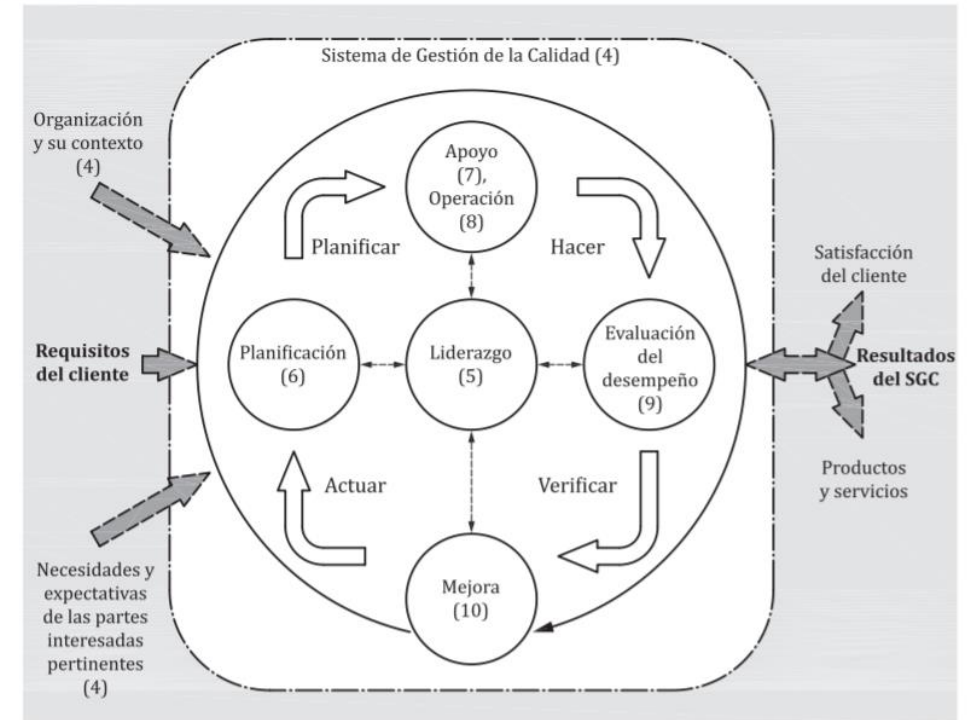 Sistema de Gestión de la Calidad (4)
Organización
y su contexto
(4)
Apoyo
(7),
Operación
(8)
Planificar
Hacer
Satisfacción
del cliente
Requisitos
del cliente
Planificación
(6)
Liderazgo
(5)
Evaluación
del
desempeño
(9)
Resultados
del SGC
Actuar
Verificar
Productos
y servicios
Necesidades y
expectativas
de las partes
interesadas
pertinentes
(4)
Mejora
(10)